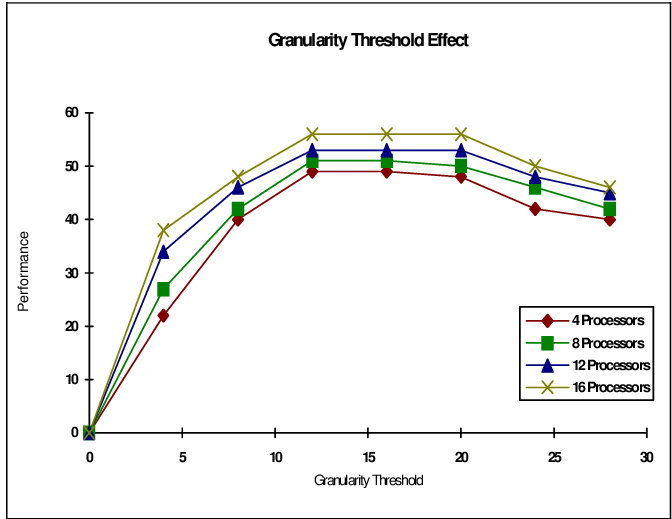 Granularity Threshold Effect
60
50
40
30
20
10
0
Performance
0 5 10 15 20 25 30
Granularity Threshold
4 Processors
8 Processors
12 Processors
16 Processors